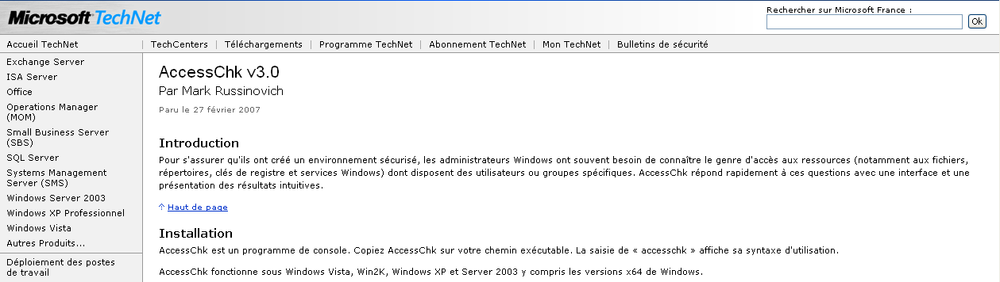 Microsoft TechNet
Rechercher sur Microsoft France :
Ok
Accueil TechNet
TechCenters | Téléchargements | Programme TechNet | Abonnement TechNet | Mon TechNet | Bulletins de sécurité
Exchange Server
ISA Server
Office
Operations Manager
(MOM)
Small Business Server
(SBS)
SQL Server
Systems Management
Server (SMS)
Windows Server 2003
Windows XP Professionnel
Windows Vista
Autres Produits...
Déploiement des postes
de travail
AccessChk v3.0
Par Mark Russinovich
Paru le 27 février 2007
Introduction
Pour s'assurer qu'ils ont créé un environnement sécurisé, les administrateurs Windows ont souvent besoin de connaître le genre d'accès aux ressources (notamment aux fichiers,
répertoires, clés de registre et services Windows) dont disposent des utilisateurs ou groupes spécifiques. AccessChk répond rapidement à ces questions avec une interface et une
présentation des résultats intuitives.
Haut de page
Installation
AccessChk est un programme de console. Copiez AccessChk sur votre chemin exécutable. La saisie de « accesschk » affiche sa syntaxe d'utilisation.
AccessChk fonctionne sous Windows Vista, Win2K, Windows XP et Server 2003 y compris les versions x64 de Windows.